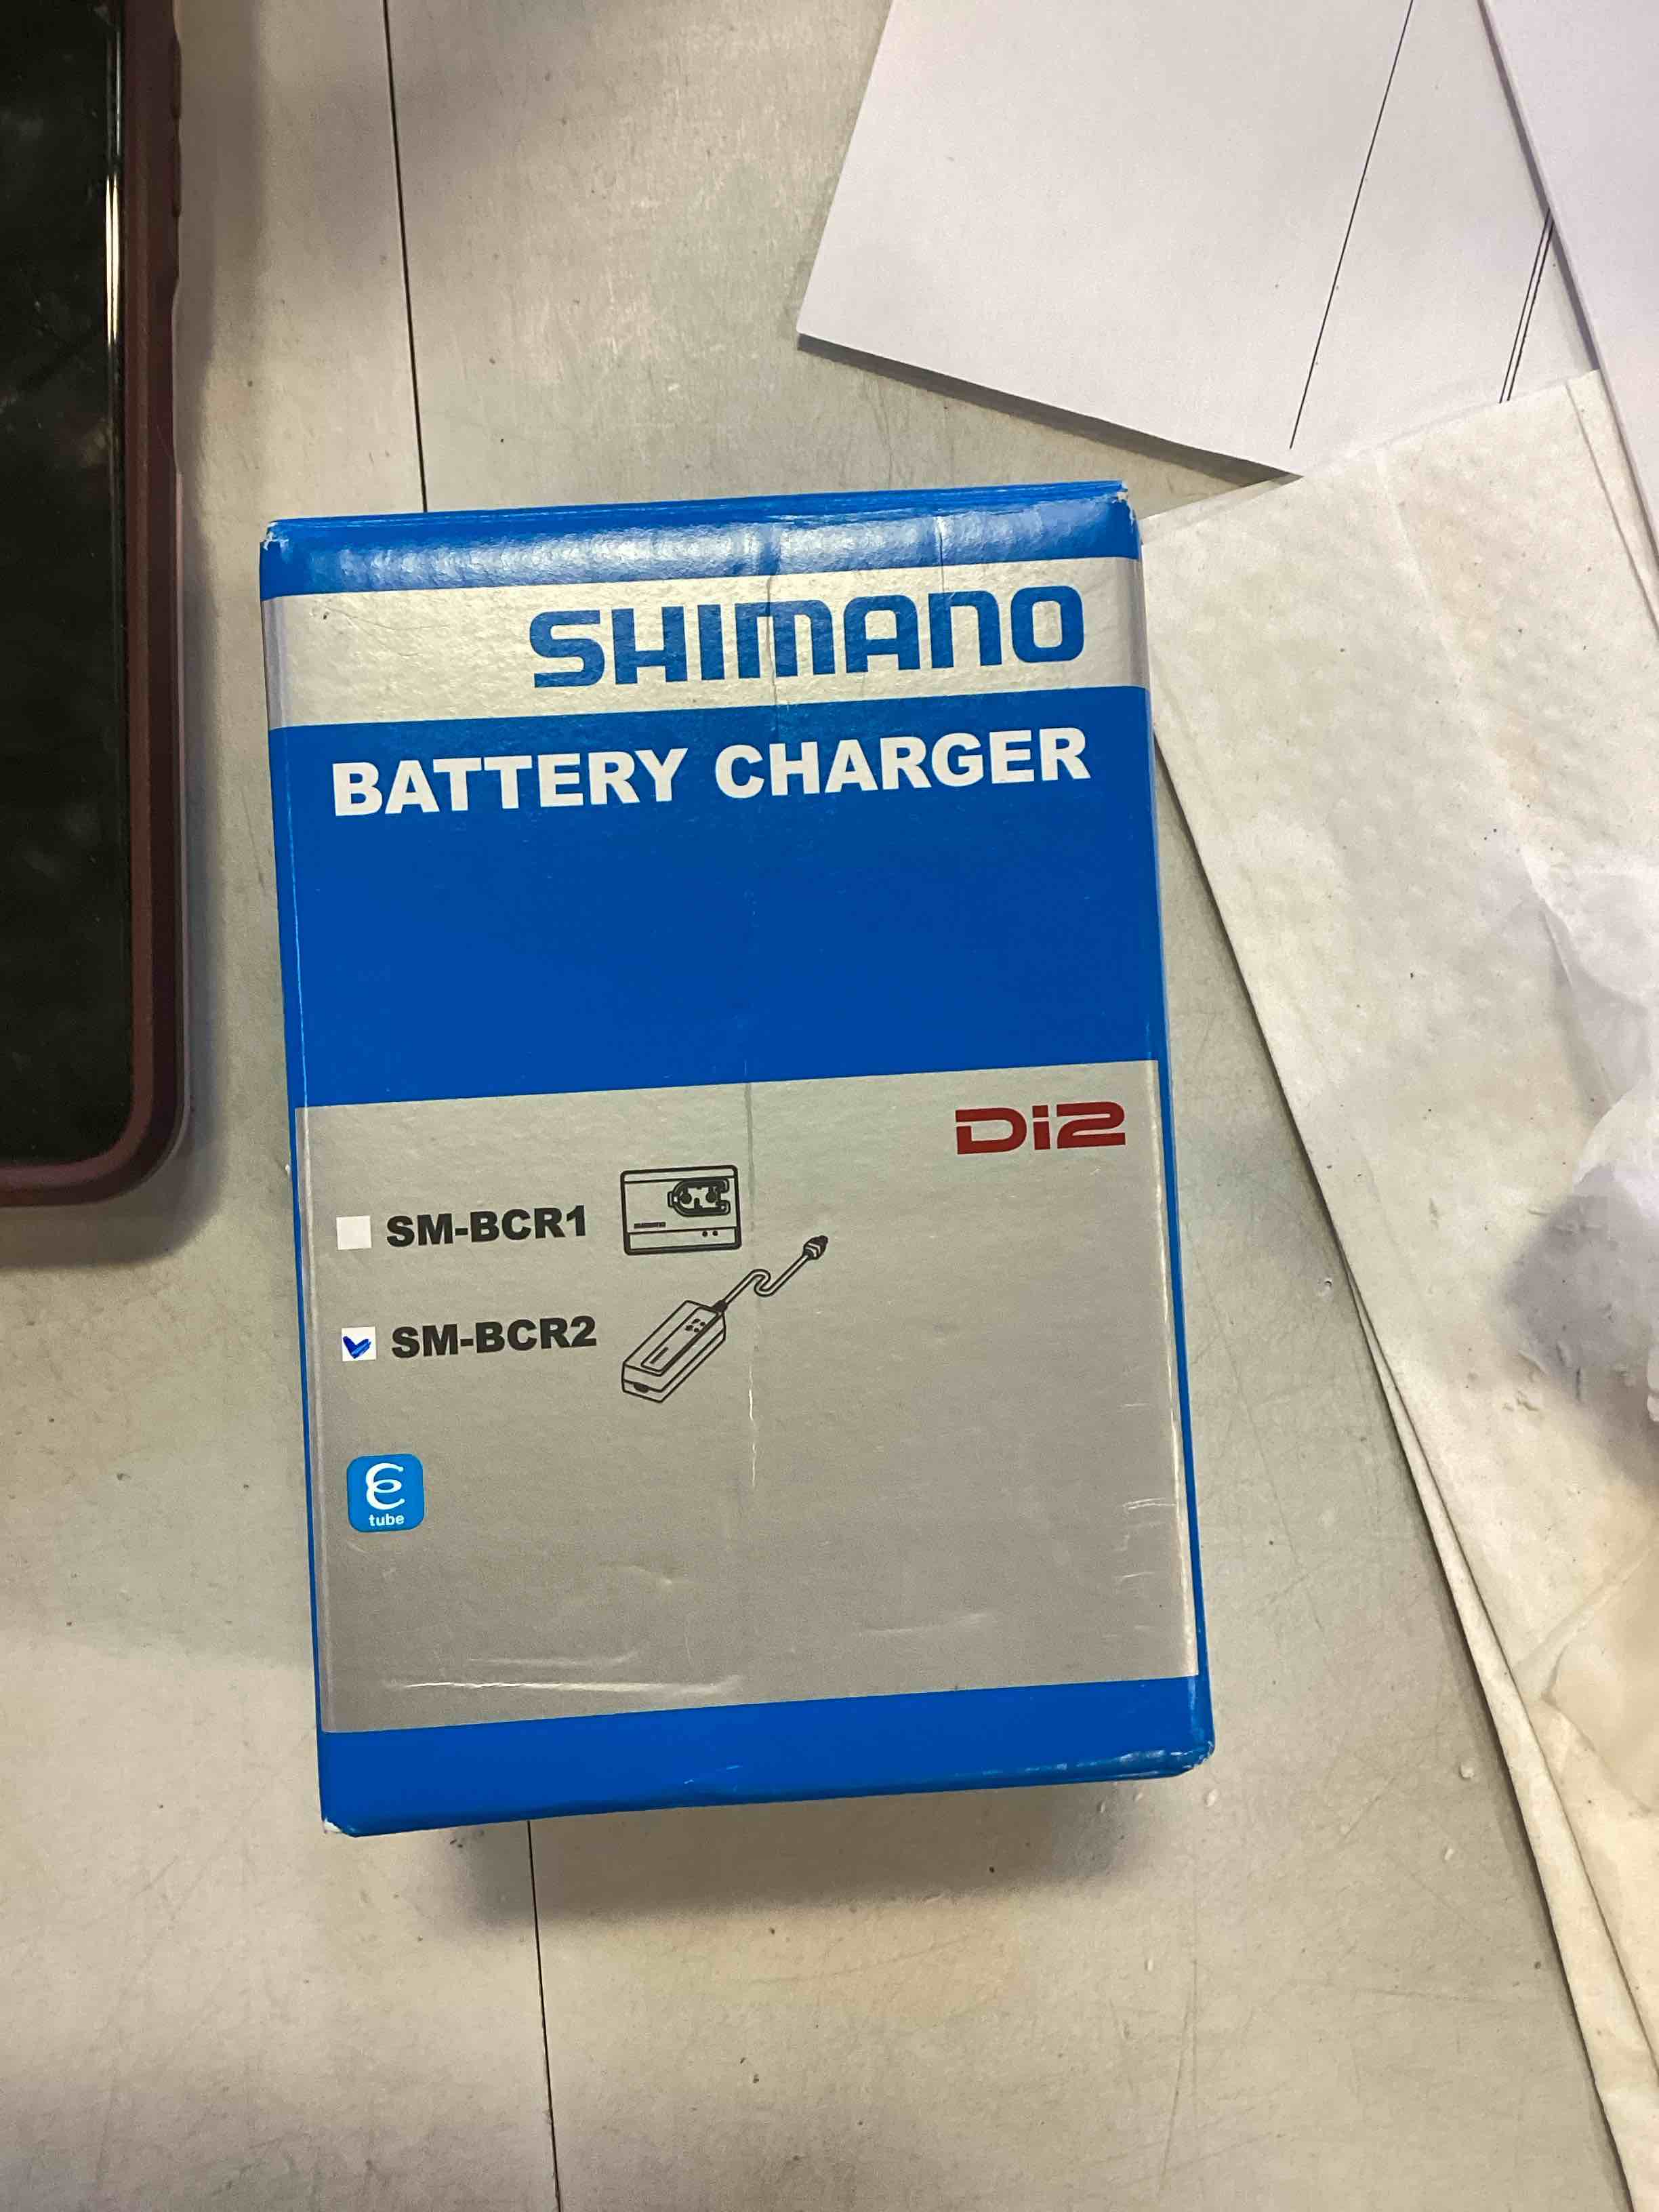 SHIMANO
BATTERY CHARGER
Di2
SM-BCR1
SM-BCR2
E
tube